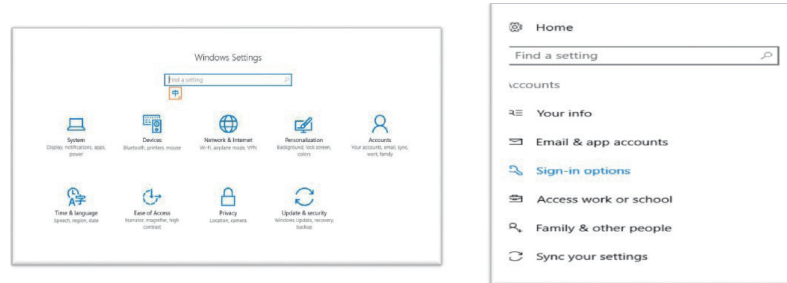 Windows Settings
Find a setting
中
System
Display, notifications, apps,
power
Devices
Bluetooth, printers, mouse
Network & Internet
Wi-Fi, airplane mode, VPN
Personalization
Background, lock screen,
colors
Accounts
Your accounts, email, sync,
work, family
Time & language
Speech, region, date
Ease of Access
Narrator, magnifier, high
contrast
Privacy
Location, camera
Update & security
Windows Update, recovery,
backup
Home
Find a setting
ccounts
Your info
Email & app accounts
Sign-in options
Access work or school
Family & other people
Sync your settings